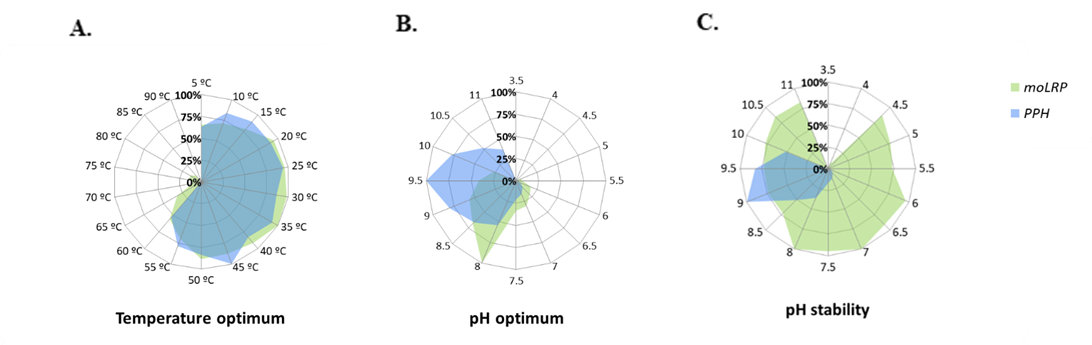 A.
5 ºC
10 ºC
15 ºC
20 ºC
25 ºC
30 ºC
35 ºC
40 ºC
45 ºC
50 ºC
55 ºC
60 ºC
65 ºC
70 ºC
75 ºC
80 ºC
85 ºC
90 ºC
100%
75%
50%
25%
0%
Temperature optimum
B.
3.5
4
4.5
5
5.5
6
6.5
7
7.5
8
8.5
9
9.5
10
10.5
11
100%
75%
50%
25%
0%
pH optimum
C.
3.5
4
4.5
5
5.5
6
6.5
7
7.5
8
8.5
9
9.5
10
10.5
11
100%
75%
50%
25%
0%
pH stability
moLRP
PPH